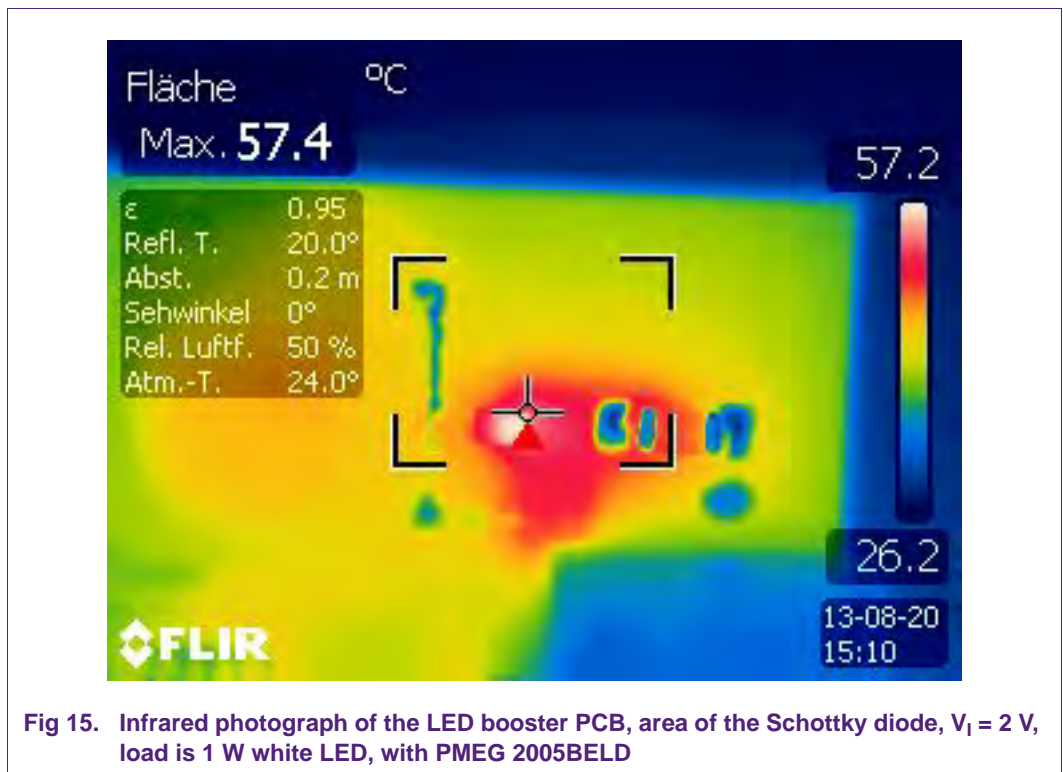 Fläche
°C
Max. 57.4
57.2
ε 0.95
Refl. T. 20.0°
Abst. 0.2 m
Sehwinkel 0°
Rel. Luftf. 50 %
Atm.-T. 24.0°
26.2
13-08-20
15:10
FLIR
Fig 15. Infrared photograph of the LED booster PCB, area of the Schottky diode, VI = 2 V,
load is 1 W white LED, with PMEG 2005BELD